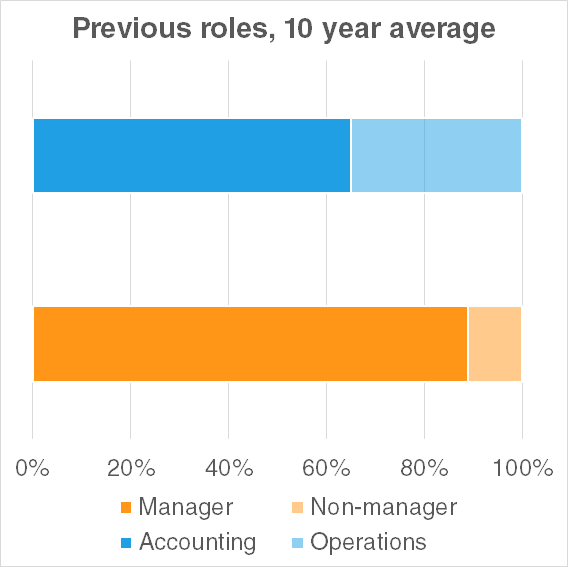 Previous roles, 10 year average
0% 20% 40% 60% 80% 100%
Manager Non-manager
Accounting Operations